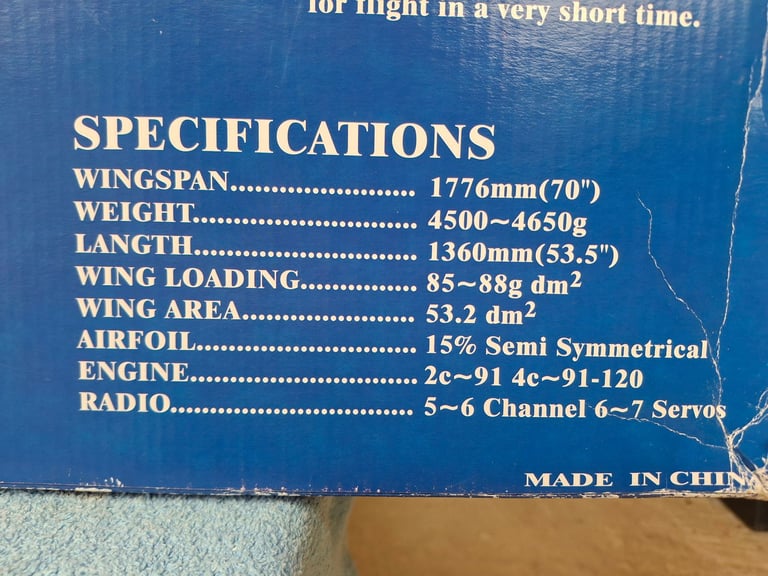 for flight in a very short time.
SPECIFICATIONS
WINGSPAN....................... 1776mm(70")
WEIGHT............................ 4500~4650g
LANGTH............................ 1360mm(53.5")
WING LOADING.............. 85~88g dm²
WING AREA..................... 53.2 dm²
AIRFOIL........................... 15% Semi Symmetrical
ENGINE............................ 2c~91 4c~91-120
RADIO.............................. 5~6 Channel 6~7 Servos
MADE IN CHINA